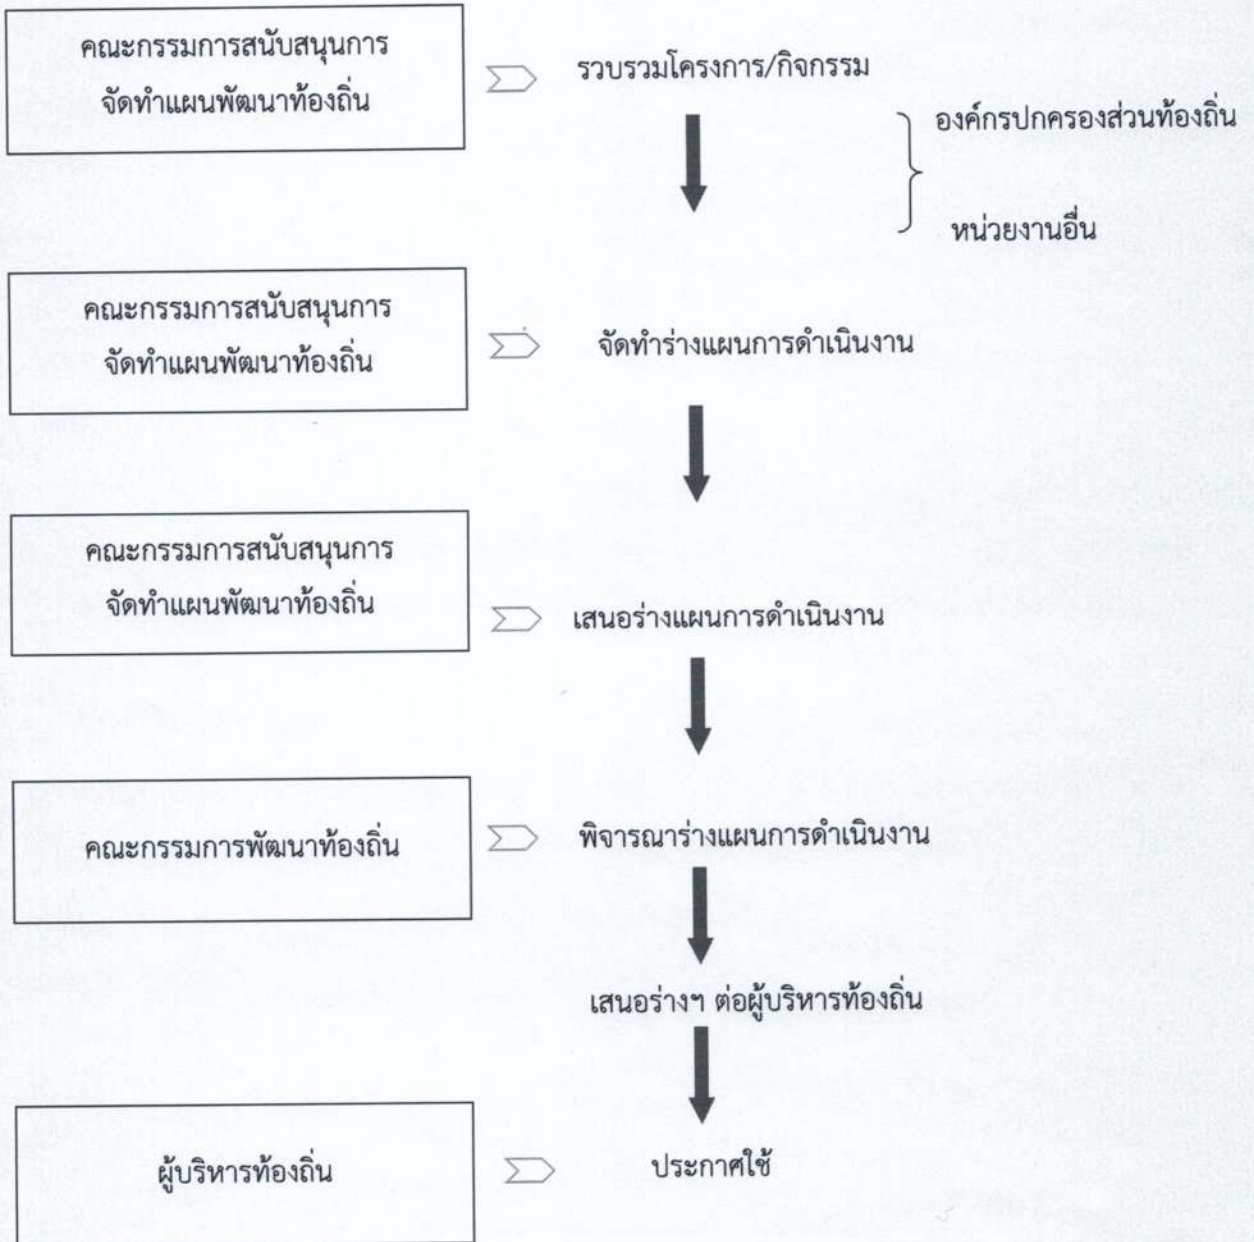 คณะกรรมการสนับสนุนการ
จัดทำแผนพัฒนาท้องถิ่น
รวบรวมโครงการ/กิจกรรม
องค์กรปกครองส่วนท้องถิ่น
หน่วยงานอื่น
คณะกรรมการสนับสนุนการ
จัดทำแผนพัฒนาท้องถิ่น
จัดทำร่างแผนการดำเนินงาน
คณะกรรมการสนับสนุนการ
จัดทำแผนพัฒนาท้องถิ่น
เสนอร่างแผนการดำเนินงาน
คณะกรรมการพัฒนาท้องถิ่น
พิจารณาร่างแผนการดำเนินงาน
เสนอร่างฯ ต่อผู้บริหารท้องถิ่น
ผู้บริหารท้องถิ่น
ประกาศใช้